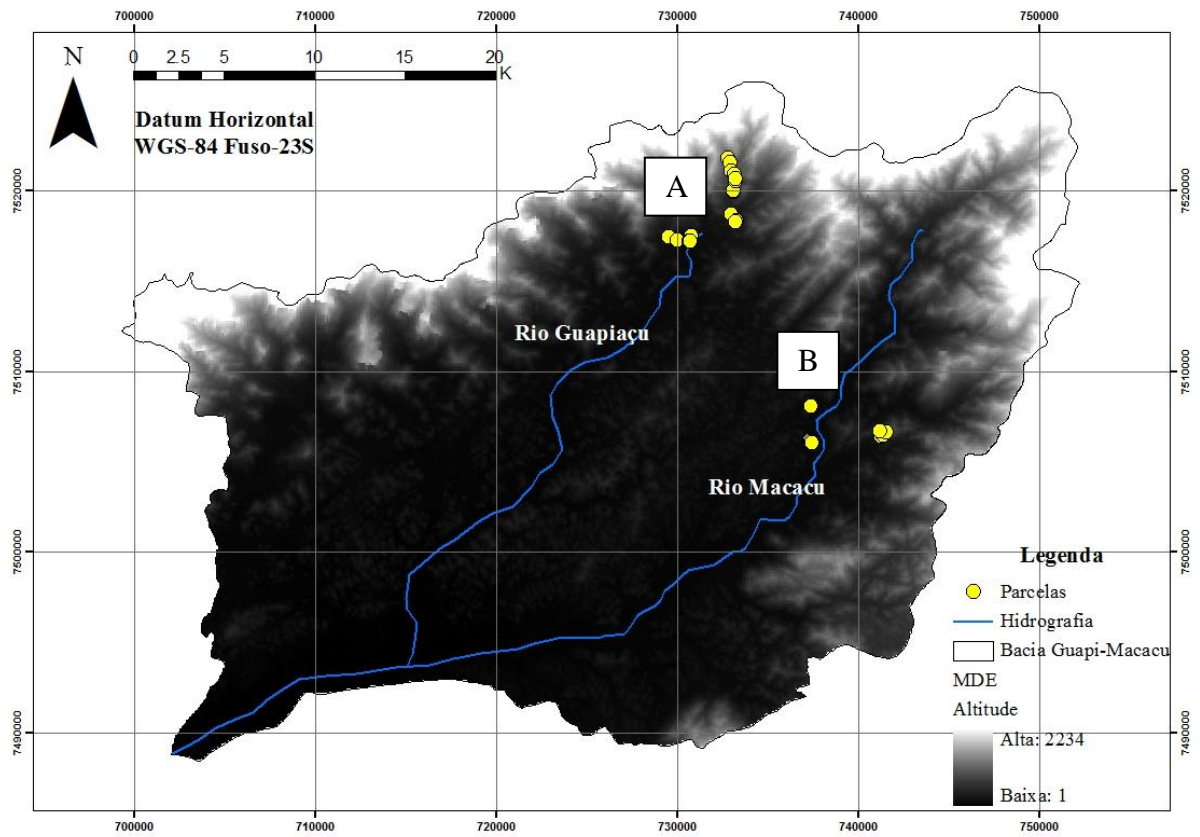 700000 710000 720000 730000 740000 750000
0 2.5 5 10 15 20
K
N
Datum Horizontal
WGS-84 Fuso-23S
7620000 7620000
A
Rio Guapiaçu
7510000 7510000
B
Rio Macacu
7500000 7500000
Legenda
Parcelas
Hidrografia
Bacia Guapi-Macacu
MDE
Altitude
Alta: 2234
Baixa: 1
7490000 7490000
700000 710000 720000 730000 740000 750000